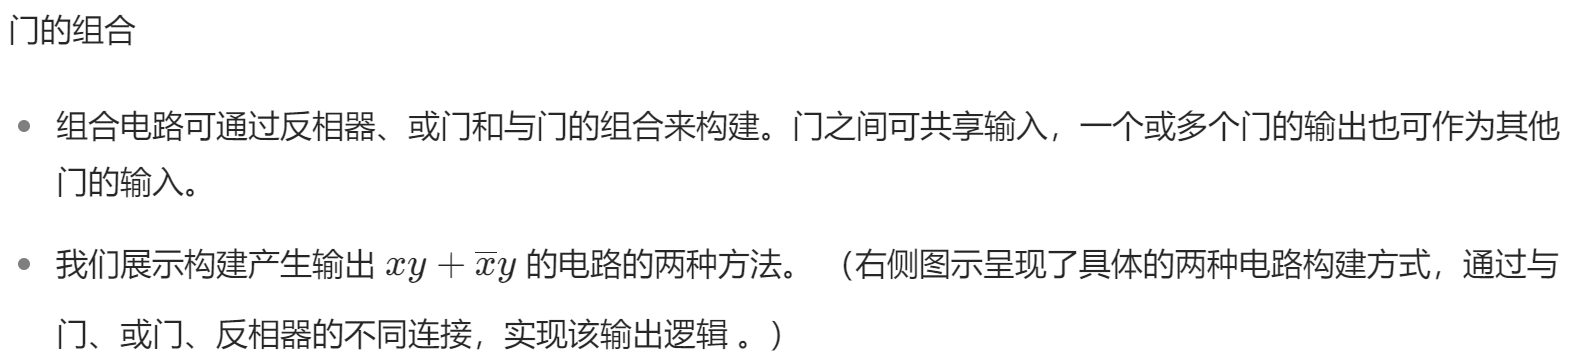 门的组合
• 组合电路可通过反相器、或门和与门的组合来构建。门之间可共享输入，一个或多个门的输出也可作为其他
门的输入。
• 我们展示构建产生输出 $xy + \overline{x}y$ 的电路的两种方法。 （右侧图示呈现了具体的两种电路构建方式，通过与
门、或门、反相器的不同连接，实现该输出逻辑 。）